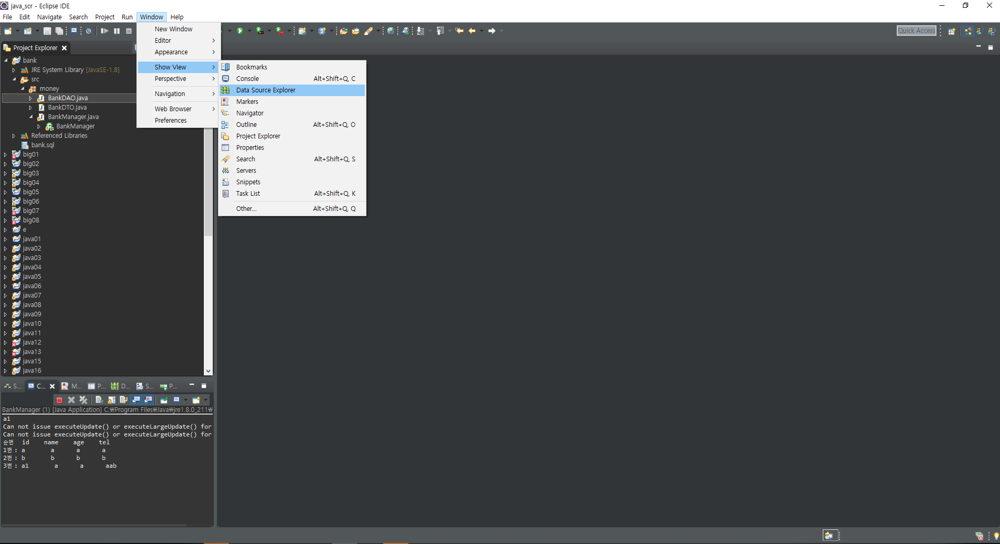 java_scr - Eclipse IDE
File Edit Navigate Search Project Run Window Help
Quick Access
New Window
Editor
Appearance
Show View
Perspective
Navigation
Web Browser
Preferences
Bookmarks
Console Alt+Shift+Q, C
Data Source Explorer
Markers
Navigator
Outline Alt+Shift+Q, O
Project Explorer
Properties
Search Alt+Shift+Q, S
Servers
Snippets
Task List Alt+Shift+Q, K
Other... Alt+Shift+Q, Q
Project Explorer
bank
JRE System Library [JavaSE-1.8]
src
money
BankDAO.java
BankDTO.java
BankManager.java
BankManager
Referenced Libraries
bank.sql
big01
big02
big03
big04
big05
big06
big07
big08
e
java01
java02
java03
java04
java05
java06
java07
java08
java09
java10
java11
java12
java13
java15
java16
S... C... M... P... D... S... P...
BankManager (1) [Java Application] C:₩Program Files₩Java₩jre1.8.0_211₩
a1
Can not issue executeUpdate() or executeLargeUpdate() for
Can not issue executeUpdate() or executeLargeUpdate() for
순번 id name age tel
1번 : a a a a
2번 : b b b b
3번 : a1 a a aab